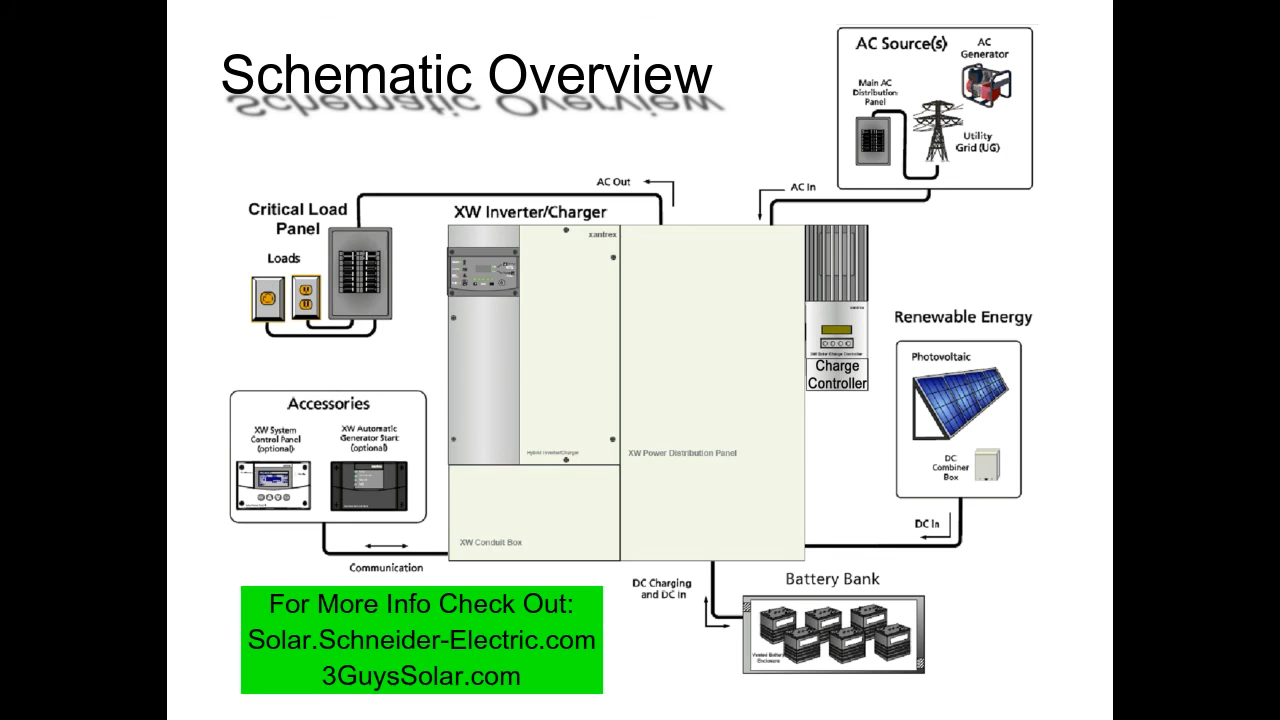 Schematic Overview
AC Source(s)
AC
Generator
Main AC
Distribution
Panel
Utility
Grid (UG)
AC Out
AC In
Critical Load
Panel
Loads
XW Inverter/Charger
xantrex
Hybrid Inverter/Charger
XW Power Distribution Panel
XW Conduit Box
Charge
Controller
Renewable Energy
Photovoltaic
DC
Combiner
Box
DC In
Accessories
XW System
Control Panel
(optional)
XW Automatic
Generator Start
(optional)
Communication
DC Charging
and DC In
Battery Bank
Vented Battery
Enclosure
For More Info Check Out:
Solar.Schneider-Electric.com
3GuysSolar.com